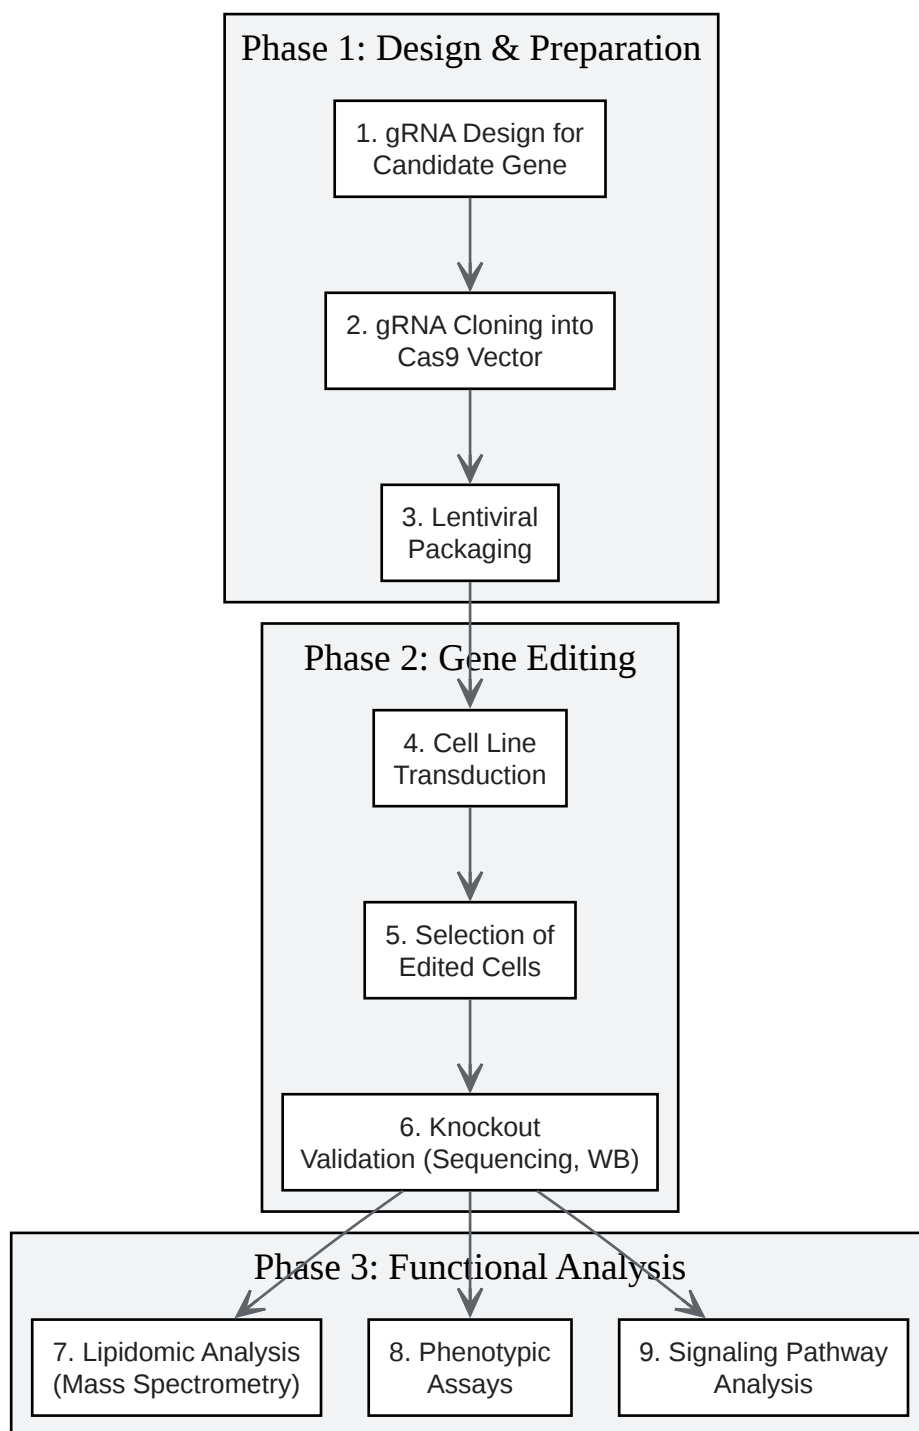 Phase 1: Design & Preparation
1. gRNA Design for
Candidate Gene
2. gRNA Cloning into
Cas9 Vector
3. Lentiviral
Packaging
Phase 2: Gene Editing
4. Cell Line
Transduction
5. Selection of
Edited Cells
6. Knockout
Validation (Sequencing, WB)
Phase 3: Functional Analysis
7. Lipidomic Analysis
(Mass Spectrometry)
8. Phenotypic
Assays
9. Signaling Pathway
Analysis